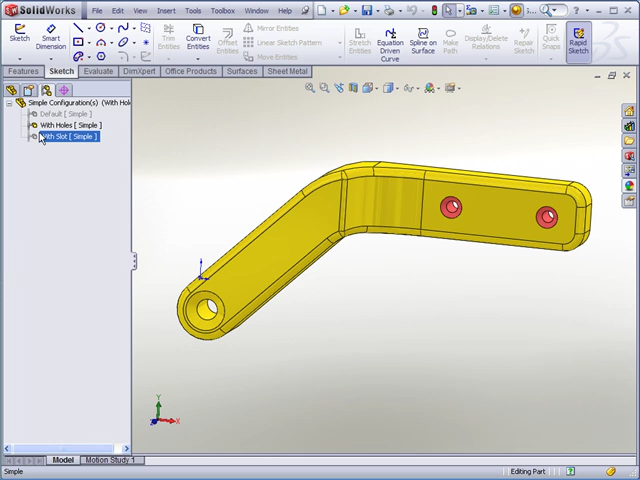 SolidWorks File Edit View Insert Tools Toolbox Window Help
Sketch Smart Dimension Trim Entities Convert Entities Offset Entities Mirror Entities Linear Sketch Pattern Move Entities Stretch Entities Equation Driven Curve Spline on Surface Make Path Display/Delete Relations Repair Sketch Quick Snaps Rapid Sketch
Features Sketch Evaluate DimXpert Office Products Surfaces Sheet Metal
Simple Configuration(s) (With Hol
Default [ Simple ]
With Holes [ Simple ]
With Slot [ Simple ]
Y
X
Model Motion Study 1
Simple Editing Part